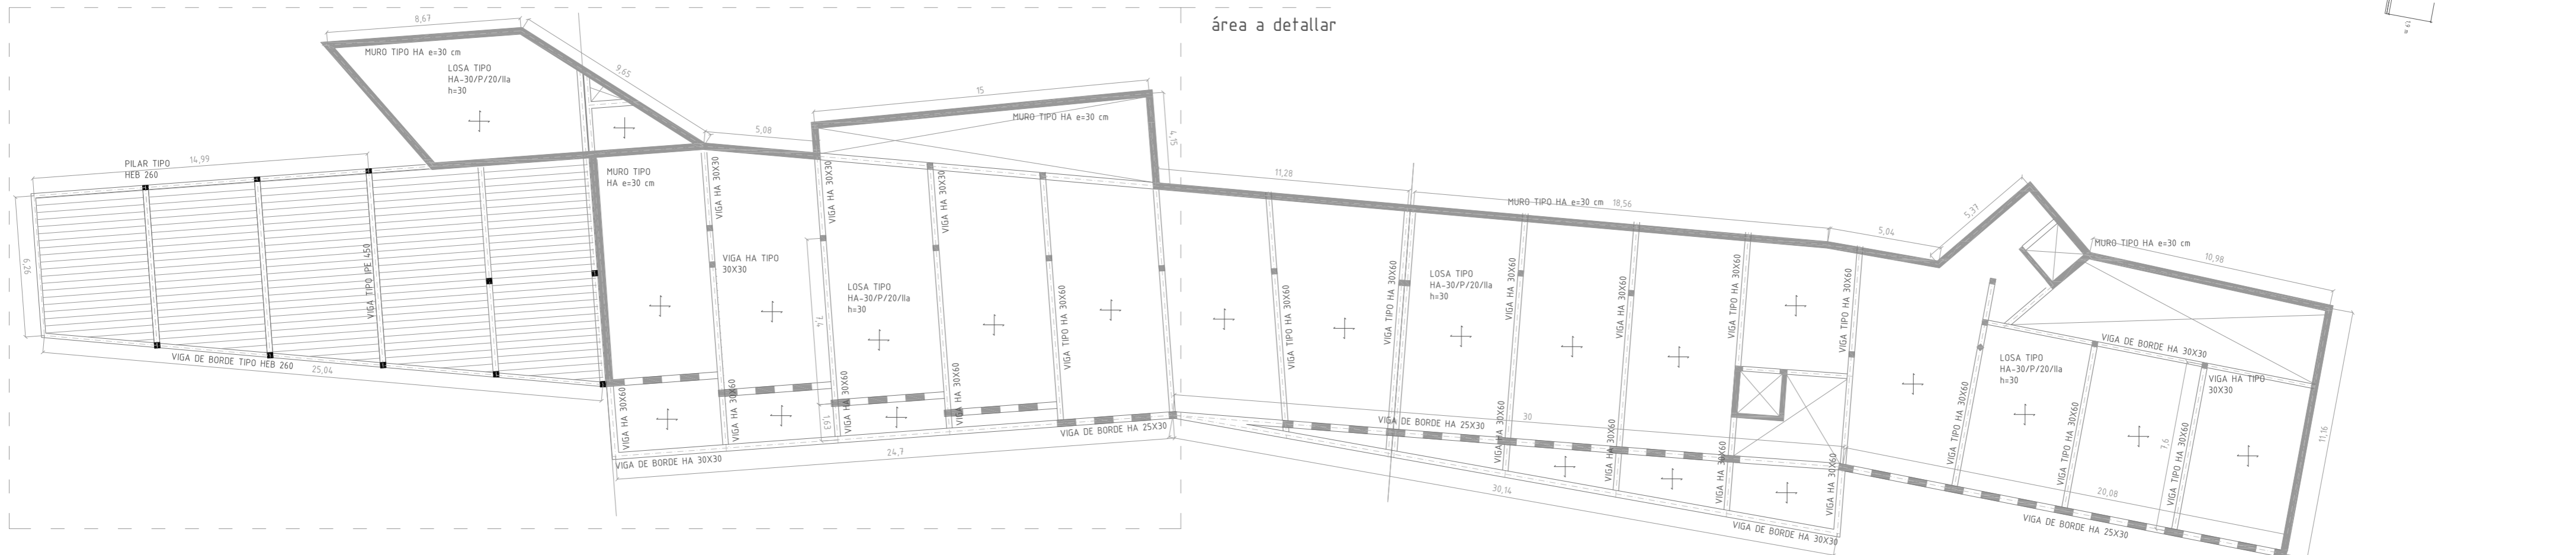 área a detallar
8,67
MURO TIPO HA e=30 cm
LOSA TIPO
HA-30/P/20/IIa
h=30
9,65
PILAR TIPO
HEB 260
14,99
6,26
VIGA TIPO IPE 450
VIGA DE BORDE TIPO HEB 260
25,04
MURO TIPO
HA e=30 cm
5,08
15
MURO TIPO HA e=30 cm
4,15
VIGA HA 30X30
VIGA HA 30X30
VIGA HA 30X30
VIGA HA TIPO
30X30
7,4
LOSA TIPO
HA-30/P/20/IIa
h=30
VIGA TIPO HA 30X60
VIGA HA 30X60
VIGA HA 30X60
1,63
VIGA HA 30X60
VIGA HA 30X60
VIGA DE BORDE HA 30X30
VIGA DE BORDE HA 25X30
24,7
11,28
MURO TIPO HA e=30 cm
18,56
5,04
5,37
VIGA TIPO HA 30X60
VIGA TIPO HA 30X60
LOSA TIPO
HA-30/P/20/IIa
h=30
VIGA HA 30X60
VIGA HA 30X60
VIGA TIPO HA 30X60
VIGA TIPO HA 30X60
VIGA DE BORDE HA 25X30
30
VIGA HA 30X60
VIGA HA 30X60
VIGA HA 30X60
VIGA HA 30X60
30,14
VIGA DE BORDE HA 30X30
MURO TIPO HA e=30 cm
10,98
11,16
VIGA DE BORDE HA 30X30
LOSA TIPO
HA-30/P/20/IIa
h=30
VIGA HA TIPO
30X30
VIGA TIPO HA 30X60
VIGA TIPO HA 30X60
7,6
VIGA TIPO HA 30X60
20,08
VIGA DE BORDE HA 25X30